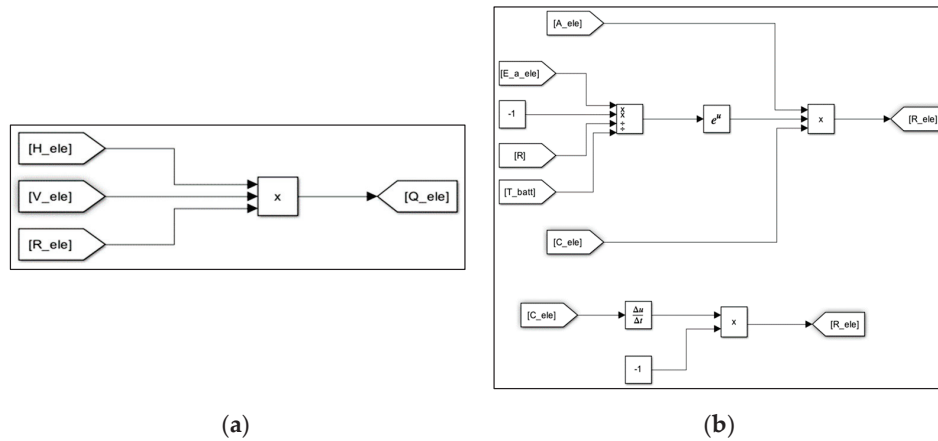 [H_ele]
[V_ele]
[R_ele]
x
[Q_ele]
(a)
[A_ele]
[E_a_ele]
-1
[R]
[T_batt]
×
×
÷
÷
e^u
x
[R_ele]
[C_ele]
[C_ele]
Δu
Δt
x
[R_ele]
-1
(b)